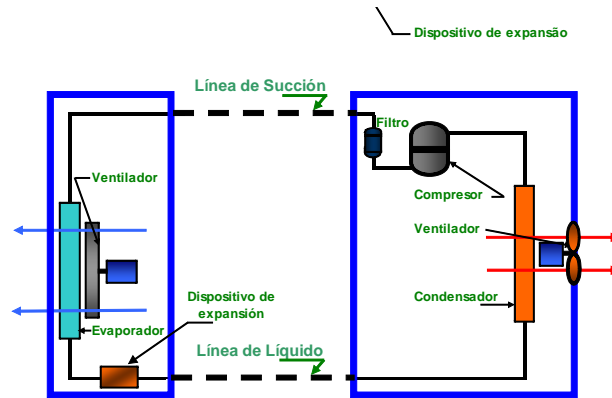 Dispositivo de expansão
Línea de Succión
Filtro
Ventilador
Compresor
Ventilador
Dispositivo de
expansión
Condensador
Evaporador
Línea de Líquido